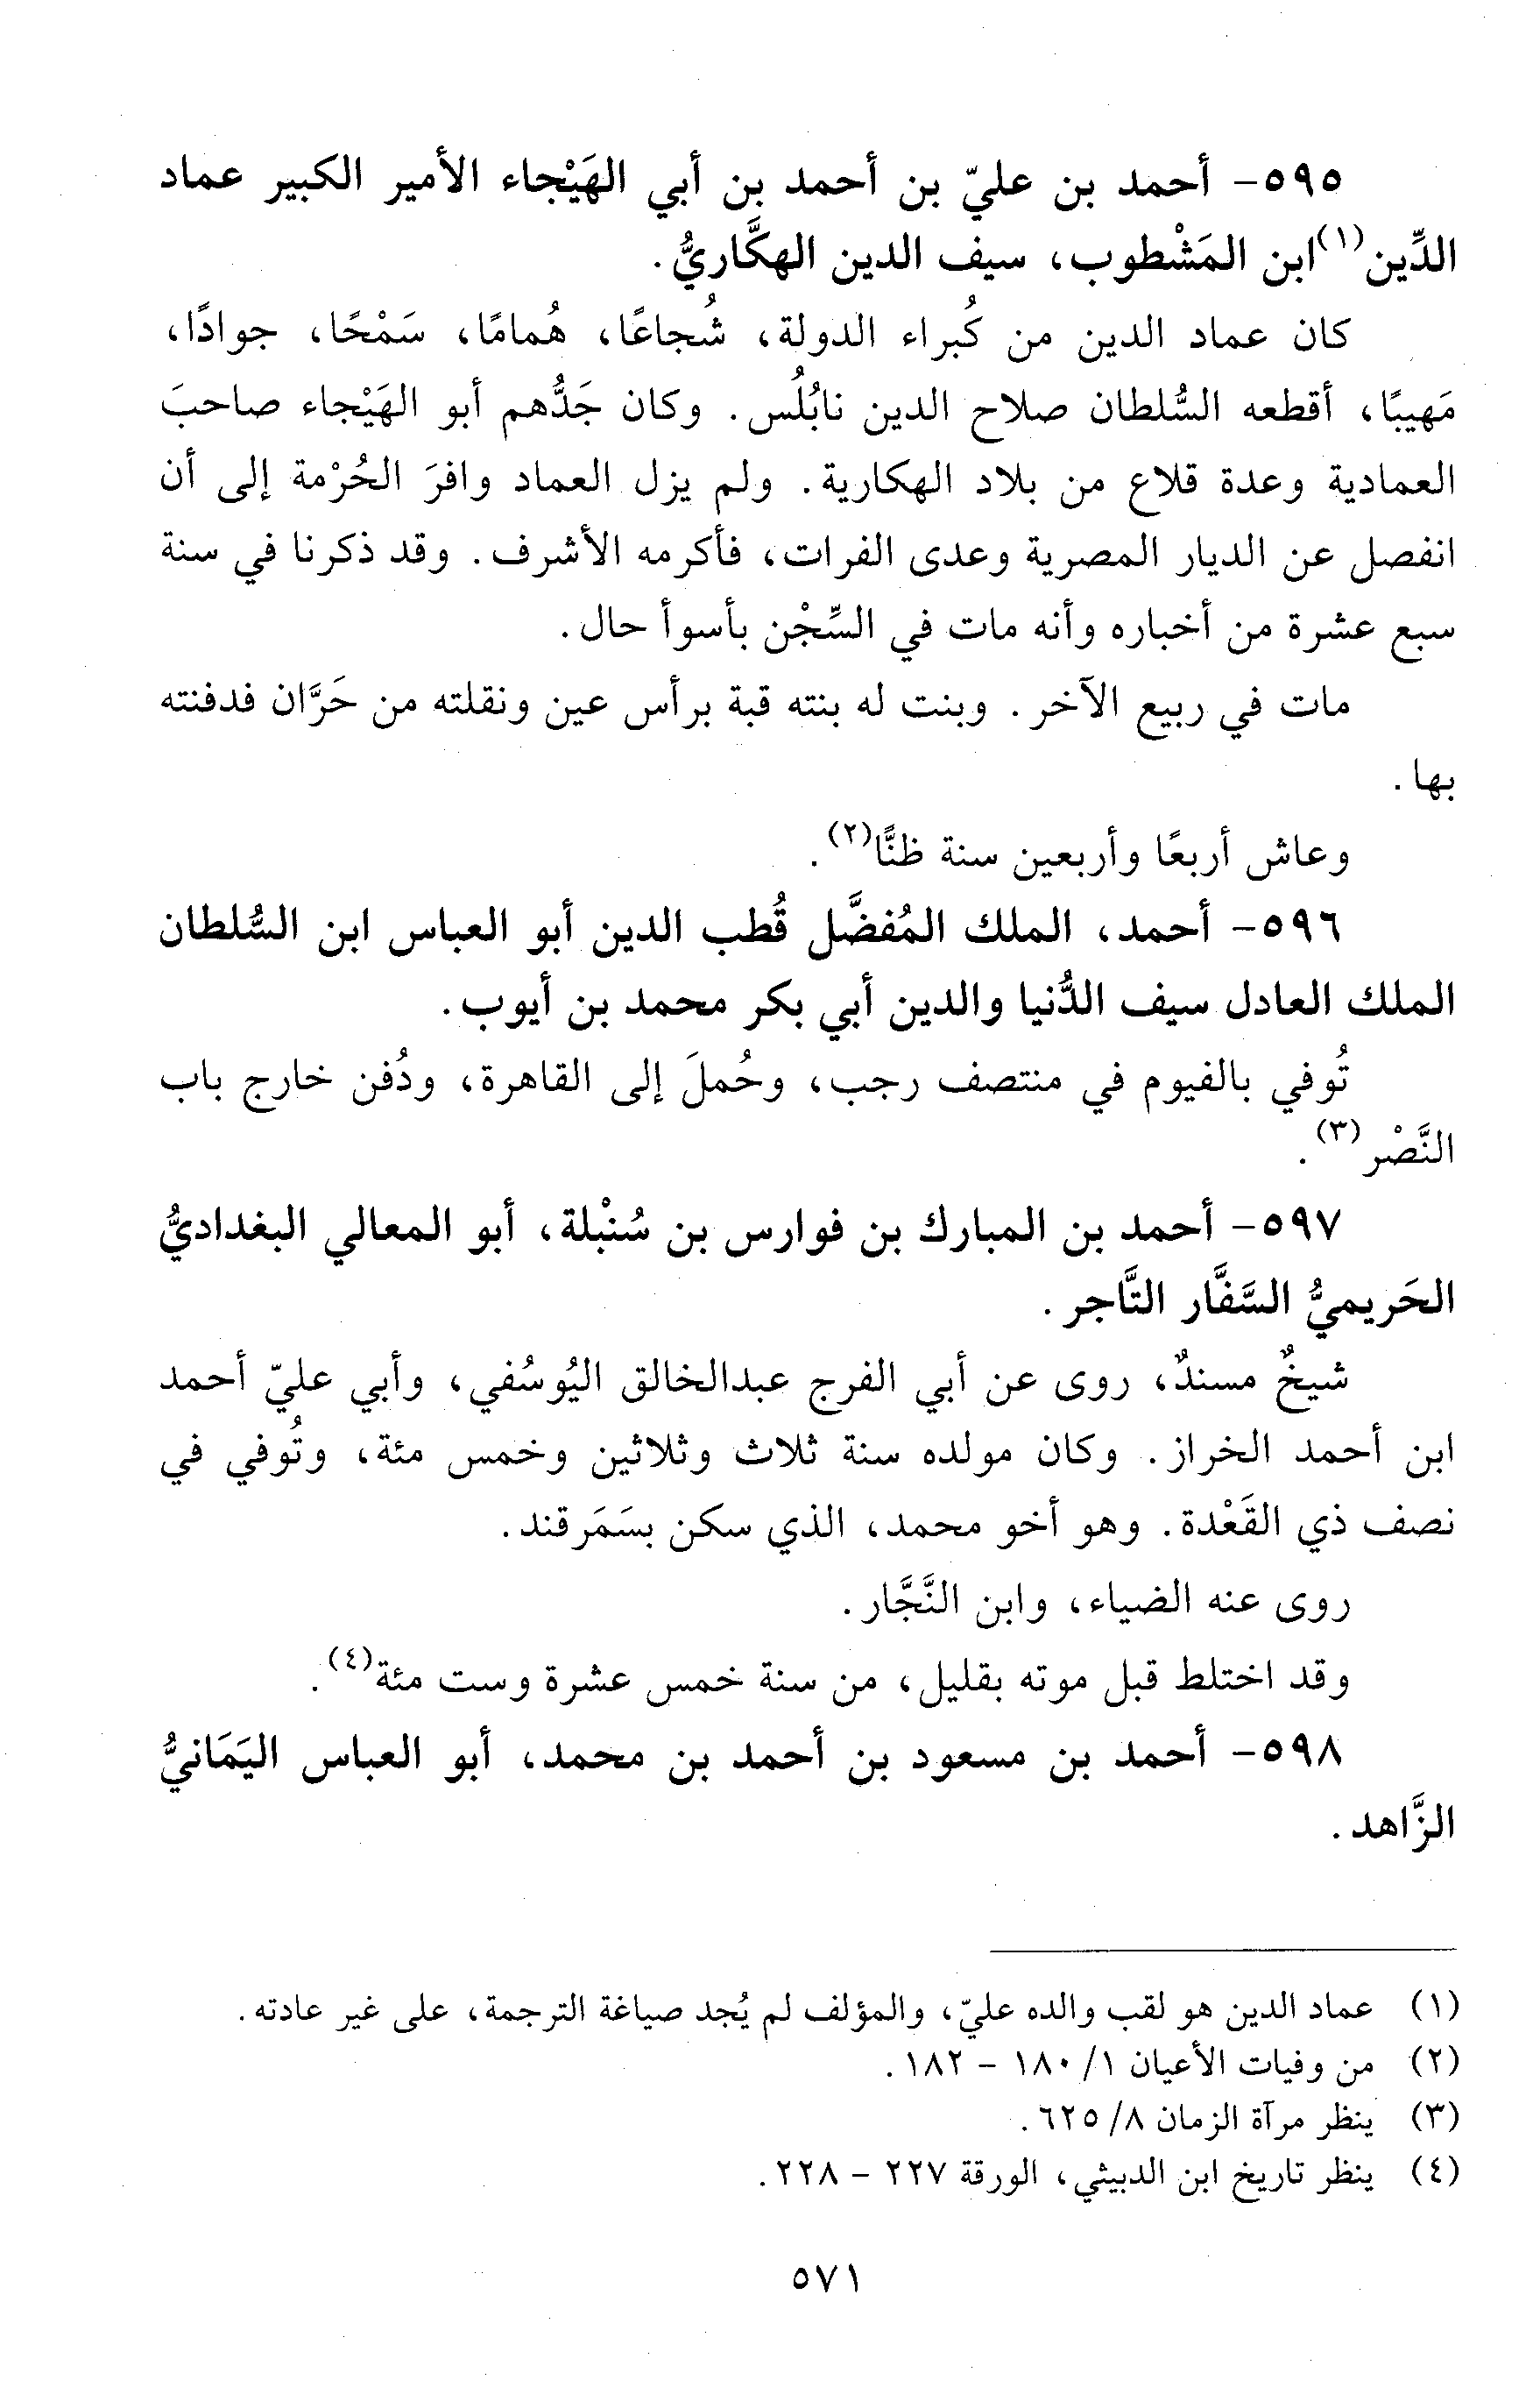 ٥٩٥- أحمد بن عليّ بن أحمد بن أبي الهَيْجاء الأمير الكبير عماد
الدِّين(١)ابن المَشْطوب، سيف الدين الهكَّاريُّ.
كان عماد الدين من كُبراء الدولة، شُجاعًا، هُمامًا، سَمْحًا، جوادًا،
مَهيبًا، أقطعه السُّلطان صلاح الدين نابُلُس. وكان جَدُّهم أبو الهَيْجاء صاحبَ
العمادية وعدة قلاع من بلاد الهكارية. ولم يزل العماد وافرَ الحُرْمة إلى أن
انفصل عن الديار المصرية وعدى الفرات، فأكرمه الأشرف. وقد ذكرنا في سنة
سبع عشرة من أخباره وأنه مات في السِّجْن بأسوأ حال.
مات في ربيع الآخر. وبنت له بنته قبة برأس عين ونقلته من حَرَّان فدفنته
بها.
وعاش أربعًا وأربعين سنة ظنًّا(٢).
٥٩٦- أحمد، الملك المُفضَّل قُطب الدين أبو العباس ابن السُّلطان
الملك العادل سيف الدُّنيا والدين أبي بكر محمد بن أيوب.
تُوفي بالفيوم في منتصف رجب، وحُملَ إلى القاهرة، ودُفن خارج باب
النَّصْر(٣).
٥٩٧- أحمد بن المبارك بن فوارس بن سُنْبلة، أبو المعالي البغداديُّ
الحَريميُّ السَّفَّار التَّاجر.
شيخٌ مسندٌ، روى عن أبي الفرج عبدالخالق اليُوسُفي، وأبي عليّ أحمد
ابن أحمد الخراز. وكان مولده سنة ثلاث وثلاثين وخمس مئة، وتُوفي في
نصف ذي القَعْدة. وهو أخو محمد، الذي سكن بسَمَرقند.
روى عنه الضياء، وابن النَّجَّار.
وقد اختلط قبل موته بقليل، من سنة خمس عشرة وست مئة(٤).
٥٩٨- أحمد بن مسعود بن أحمد بن محمد، أبو العباس اليَمَانيُّ
الزَّاهد.
(١) عماد الدين هو لقب والده عليّ، والمؤلف لم يُجد صياغة الترجمة، على غير عادته.
(٢) من وفيات الأعيان ١/ ١٨٠ - ١٨٢.
(٣) ينظر مرآة الزمان ٨/ ٦٢٥.
(٤) ينظر تاريخ ابن الدبيثي، الورقة ٢٢٧ - ٢٢٨.
٥٧١